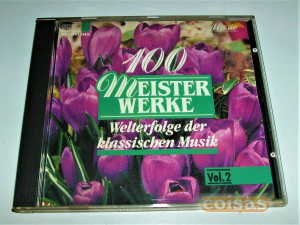 100
MEISTER
WERKE
Welterfolge der
klassischen Musik
Vol.2
coisas